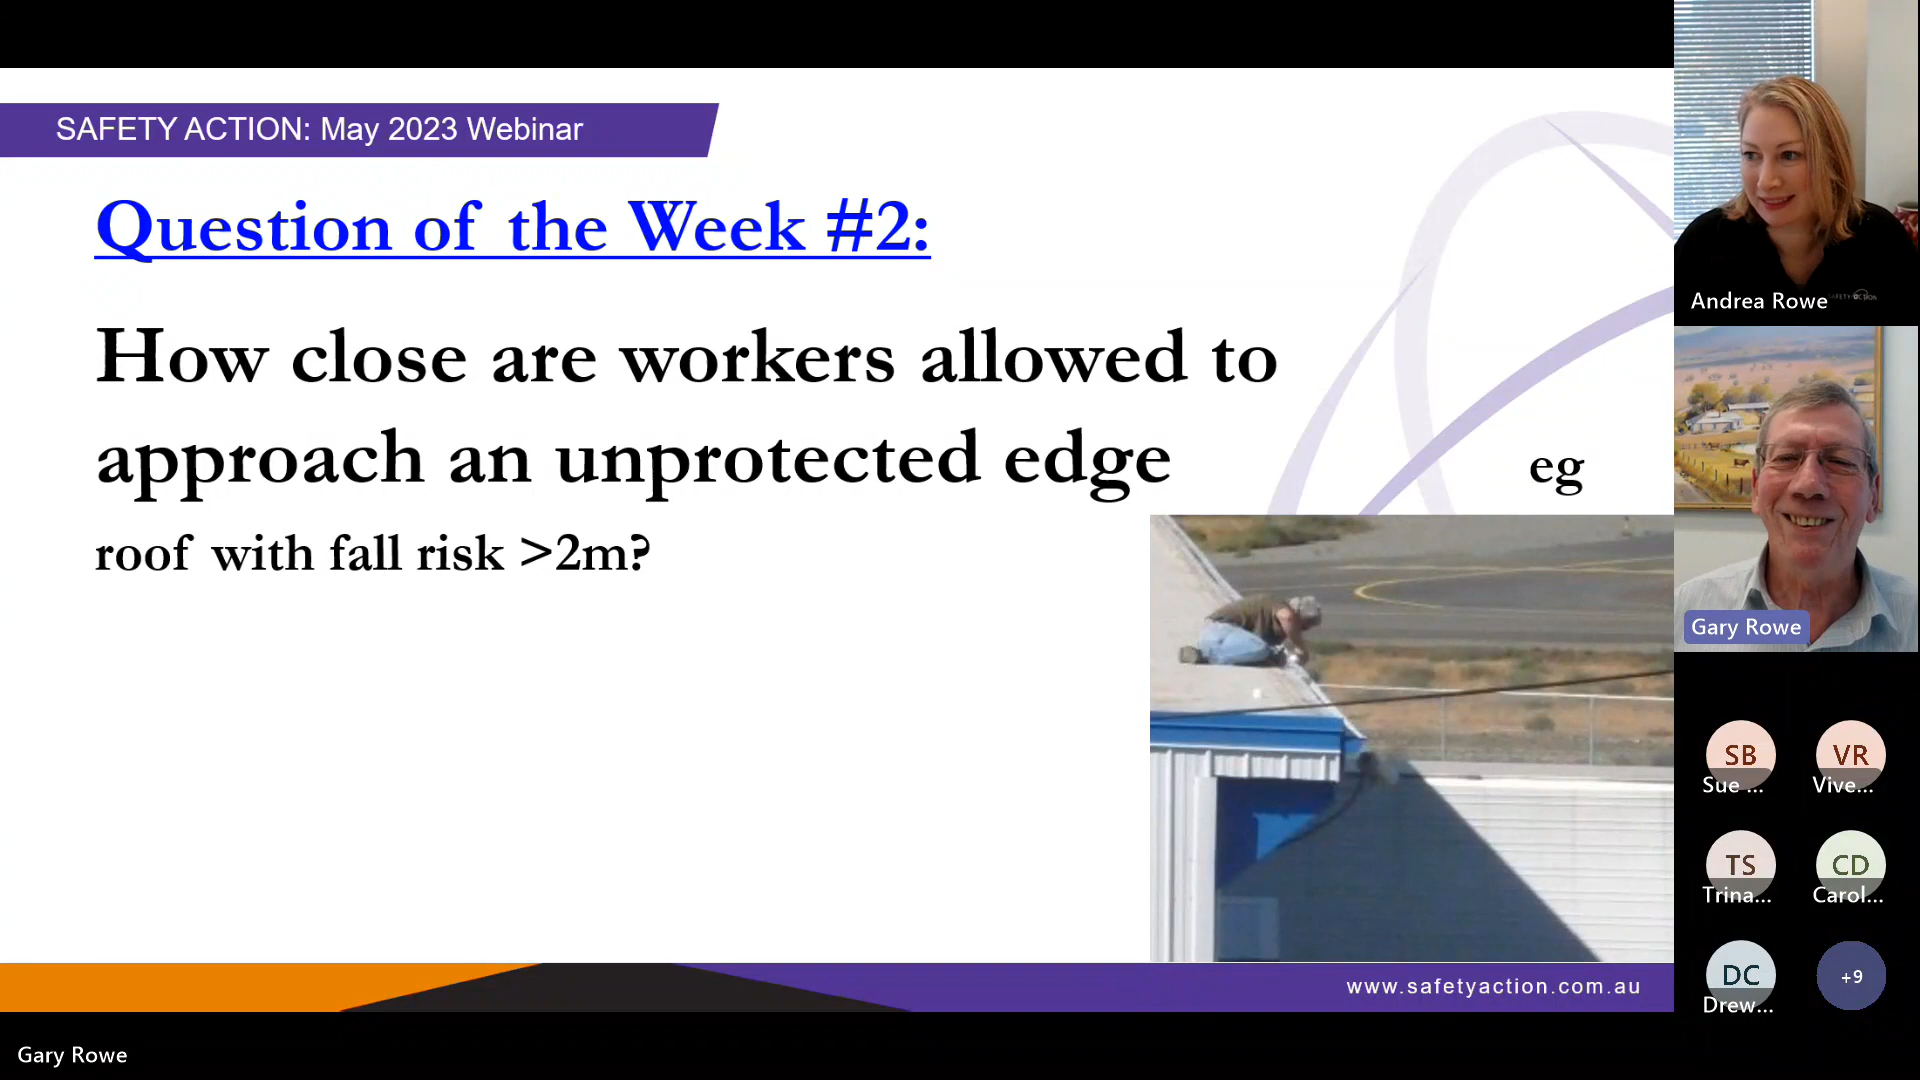 SAFETY ACTION: May 2023 Webinar
Question of the Week #2:
How close are workers allowed to
approach an unprotected edge eg
roof with fall risk >2m?
www.safetyaction.com.au
Gary Rowe
SAFETY ACTION
Andrea Rowe
Gary Rowe
SB VR
Sue ... Vive...
TS CD
Trina... Carol...
DC +9
Drew...